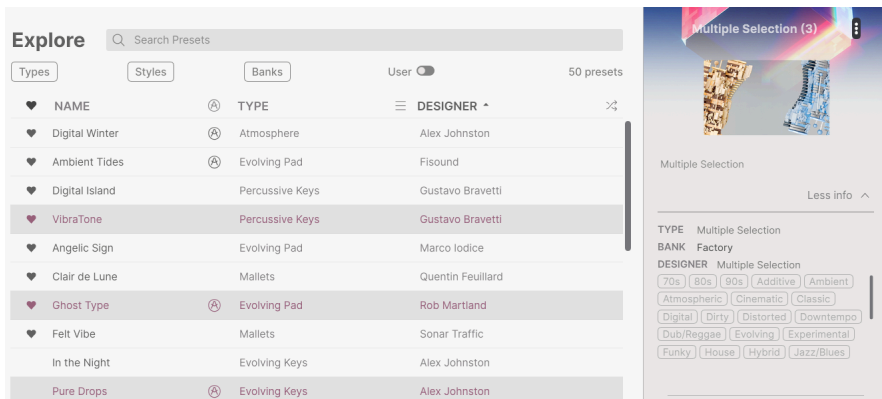 Explore
Search Presets
Types Styles Banks User 50 presets
NAME TYPE DESIGNER
Digital Winter Atmosphere Alex Johnston
Ambient Tides Evolving Pad Fisound
Digital Island Percussive Keys Gustavo Bravetti
VibraTone Percussive Keys Gustavo Bravetti
Angelic Sign Evolving Pad Marco Iodice
Clair de Lune Mallets Quentin Feuillard
Ghost Type Evolving Pad Rob Martland
Felt Vibe Mallets Sonar Traffic
In the Night Evolving Keys Alex Johnston
Pure Drops Evolving Keys Alex Johnston
Multiple Selection (3)
Multiple Selection
Less info
TYPE Multiple Selection
BANK Factory
DESIGNER Multiple Selection
70s 80s 90s Additive Ambient
Atmospheric Cinematic Classic
Digital Dirty Distorted Downtempo
Dub/Reggae Evolving Experimental
Funky House Hybrid Jazz/Blues